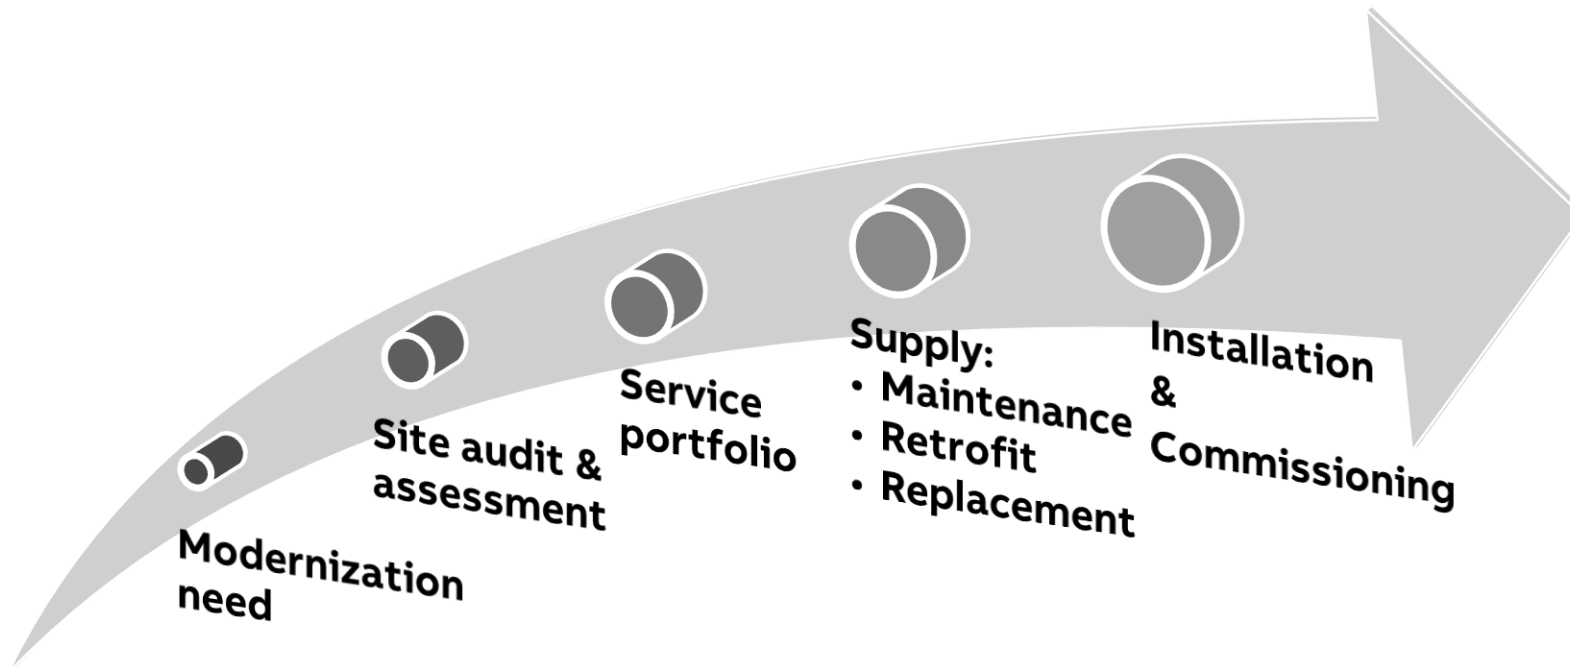 Modernization
need
Site audit &
assessment
Service
portfolio
Supply:
• Maintenance
• Retrofit
• Replacement
Installation
&
Commissioning